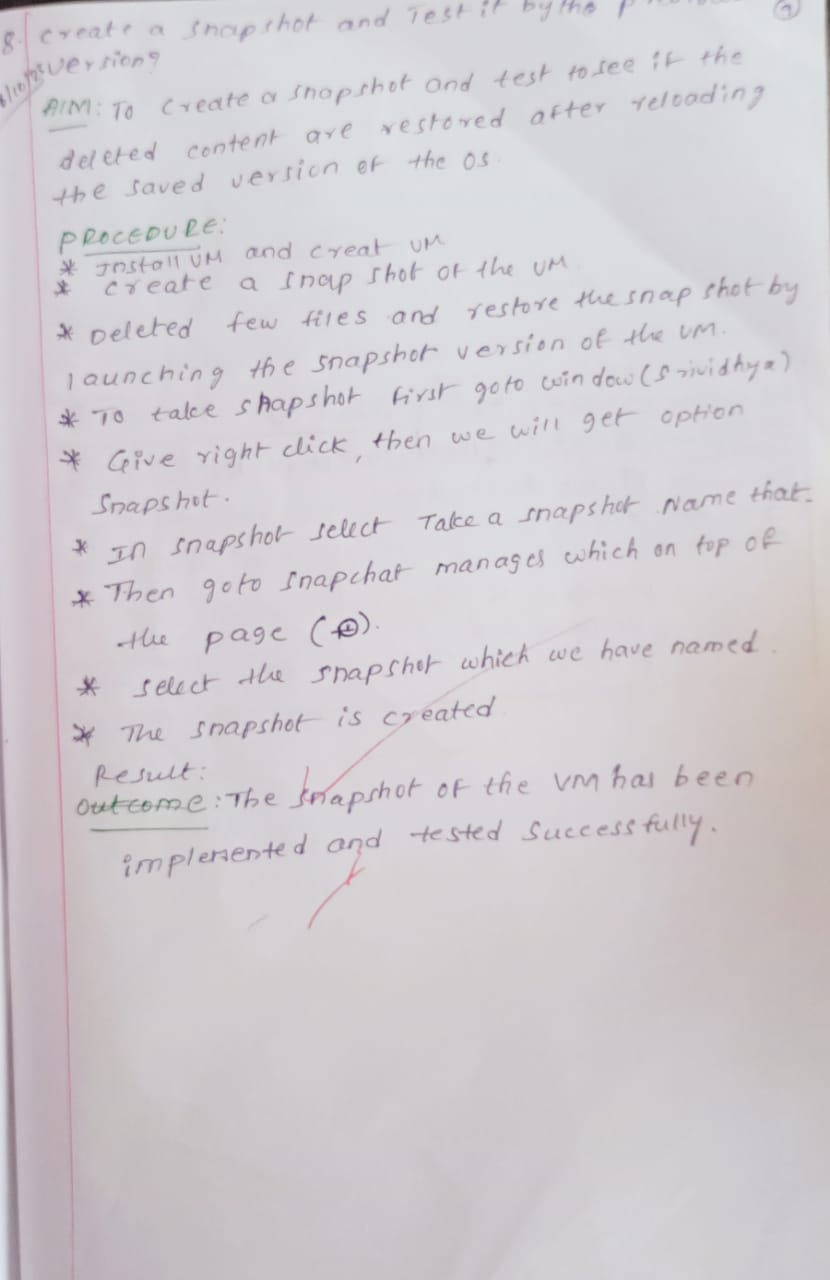 8. create a snapshot and Test it by the
version?
AIM: To create a snapshot and test to see if the
deleted content are restored after reloading
the saved version of the OS.
PROCEDURE:
* Install VM and creat VM
* create a snap shot of the VM
* Deleted few files and restore the snap shot by
launching the snapshot version of the VM.
* To take snapshot first goto window (Srividhya)
* Give right click, then we will get option
Snapshot.
* In snapshot select Take a snapshot Name that.
* Then goto snapchat manages which on top of
the page (⊕).
* select the snapshot which we have named.
* The snapshot is created
Result:
Outcome: The snapshot of the VM has been
implemented and tested successfully.